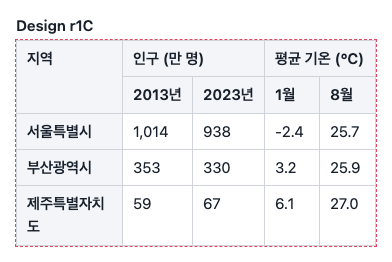 Design r1C
지역 인구 (만 명) 평균 기온 (°C)
2013년 2023년 1월 8월
서울특별시 1,014 938 -2.4 25.7
부산광역시 353 330 3.2 25.9
제주특별자치 59 67 6.1 27.0
도